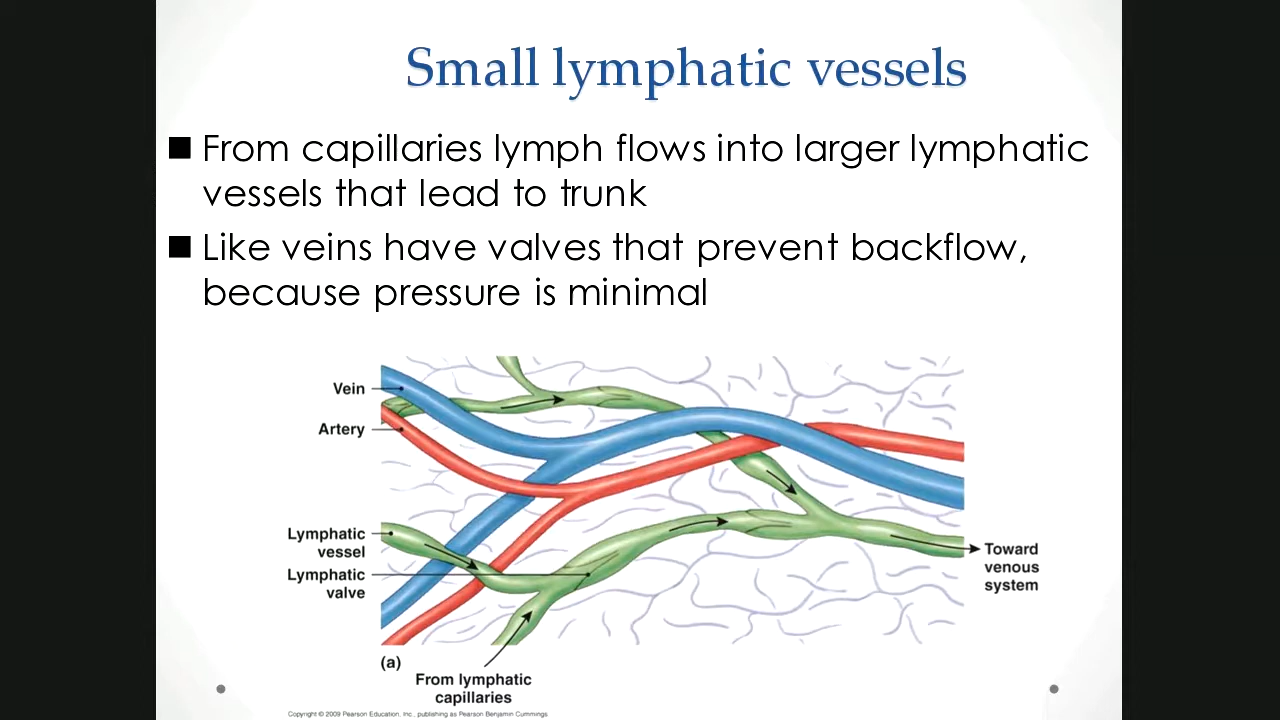 Small lymphatic vessels
■ From capillaries lymph flows into larger lymphatic
vessels that lead to trunk
■ Like veins have valves that prevent backflow,
because pressure is minimal
Vein
Artery
Lymphatic
vessel
Lymphatic
valve
Toward
venous
system
(a)
From lymphatic
capillaries
Copyright © 2009 Pearson Education, Inc., publishing as Pearson Benjamin Cummings.